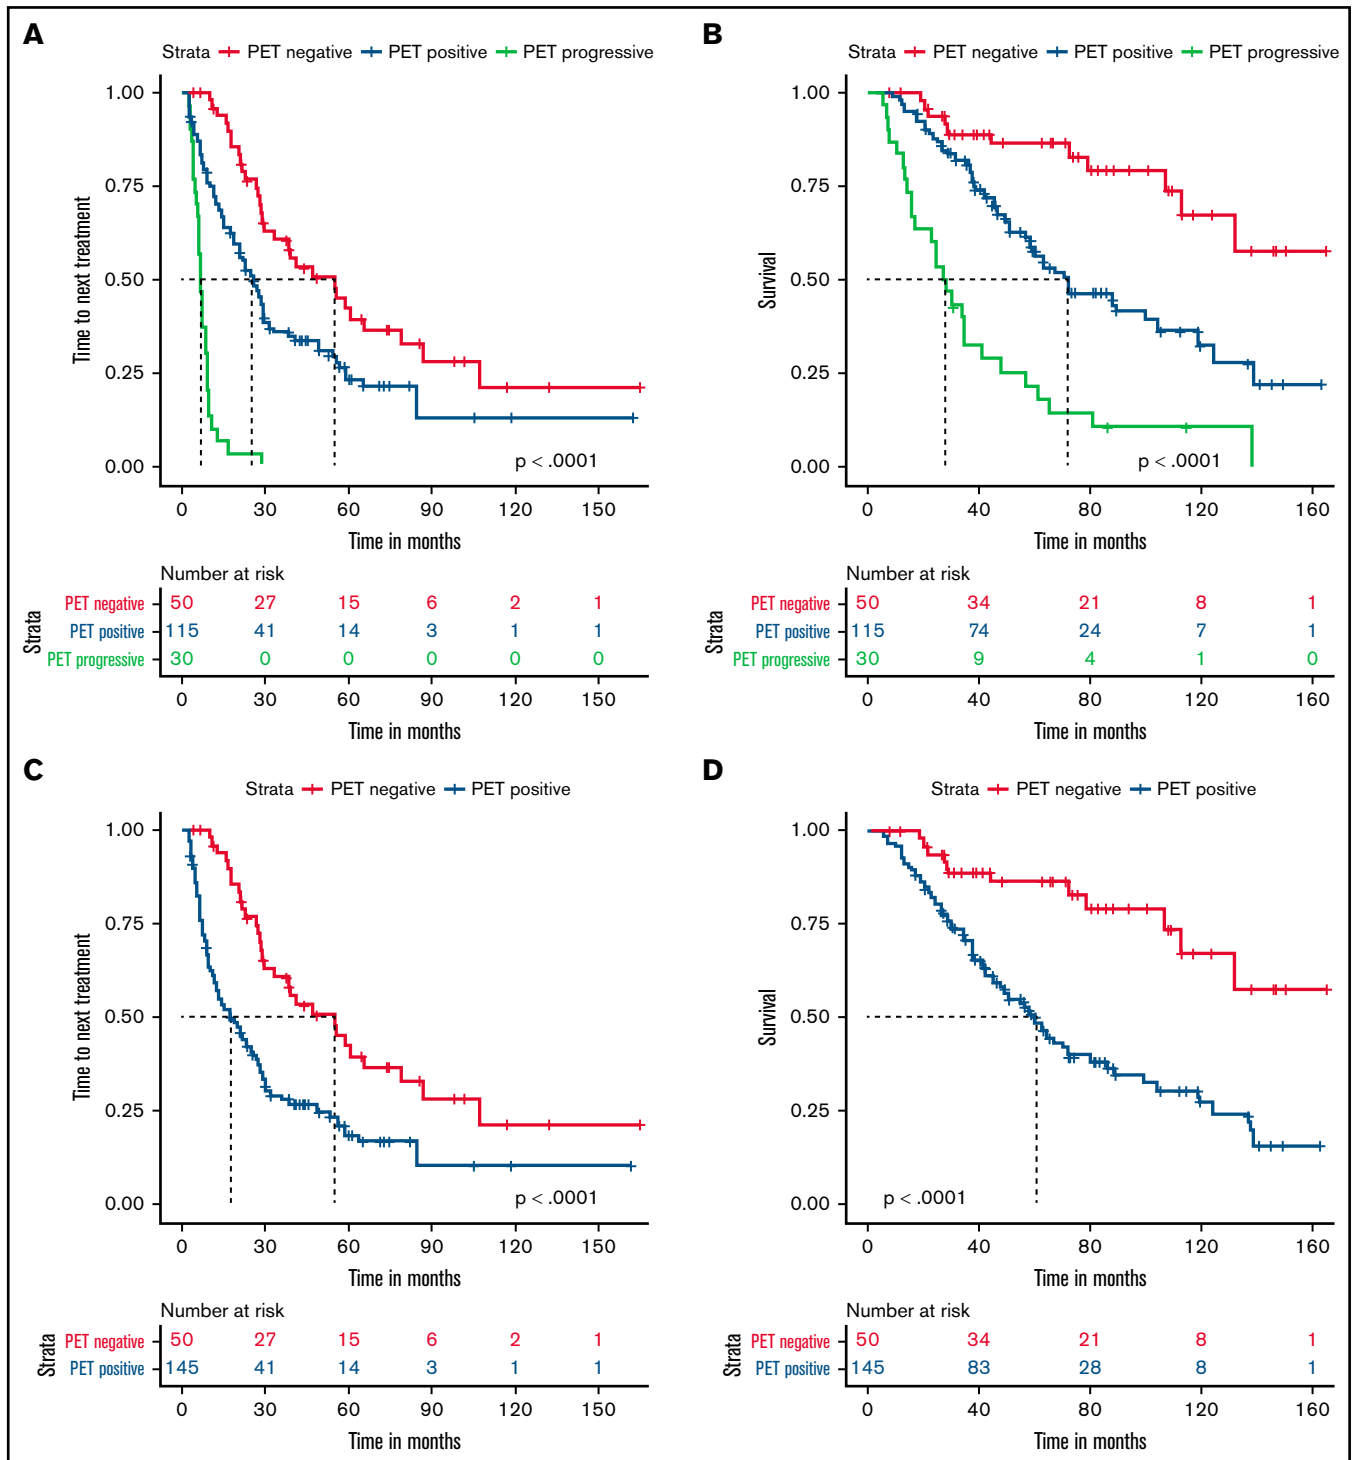 A
Strata PET negative PET positive PET progressive
Time to next treatment
1.00
0.75
0.50
0.25
0.00
p < .0001
0 30 60 90 120 150
Time in months
Number at risk
Strata
PET negative 50 27 15 6 2 1
PET positive 115 41 14 3 1 1
PET progressive 30 0 0 0 0 0
0 30 60 90 120 150
Time in months
B
Strata PET negative PET positive PET progressive
Survival
1.00
0.75
0.50
0.25
0.00
p < .0001
0 40 80 120 160
Time in months
Number at risk
Strata
PET negative 50 34 21 8 1
PET positive 115 74 24 7 1
PET progressive 30 9 4 1 0
0 40 80 120 160
Time in months
C
Strata PET negative PET positive
Time to next treatment
1.00
0.75
0.50
0.25
0.00
p < .0001
0 30 60 90 120 150
Time in months
Number at risk
Strata
PET negative 50 27 15 6 2 1
PET positive 145 41 14 3 1 1
0 30 60 90 120 150
Time in months
D
Strata PET negative PET positive
Survival
1.00
0.75
0.50
0.25
0.00
p < .0001
0 40 80 120 160
Time in months
Number at risk
Strata
PET negative 50 34 21 8 1
PET positive 145 83 28 8 1
0 40 80 120 160
Time in months